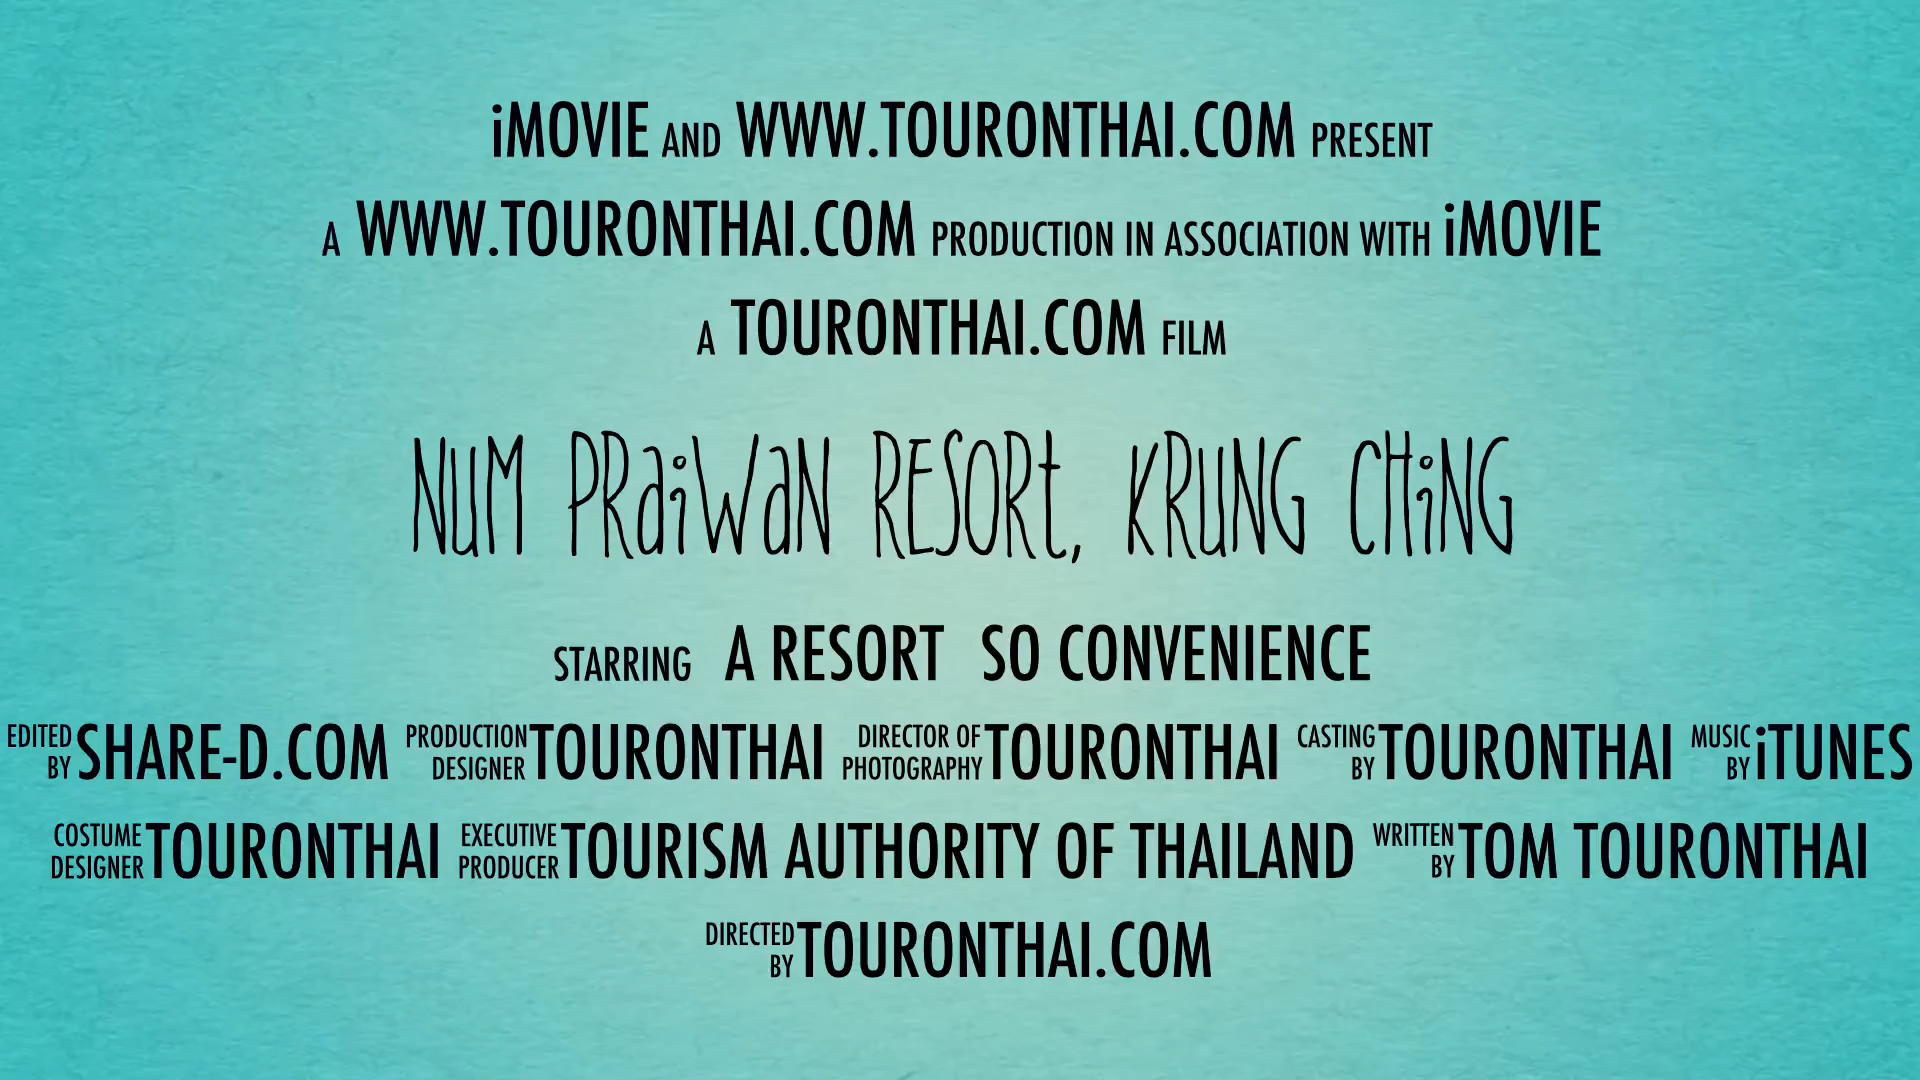 iMOVIE AND WWW.TOURONTHAI.COM PRESENT
A WWW.TOURONTHAI.COM PRODUCTION IN ASSOCIATION WITH iMOVIE
A TOURONTHAI.COM FILM
NUM PRaiWaN RESORt, KRUNG CHiNG
STARRING A RESORT SO CONVENIENCE
EDITED BY SHARE-D.COM PRODUCTION DESIGNER TOURONTHAI DIRECTOR OF PHOTOGRAPHY TOURONTHAI CASTING BY TOURONTHAI MUSIC BY iTUNES
COSTUME DESIGNER TOURONTHAI EXECUTIVE PRODUCER TOURISM AUTHORITY OF THAILAND WRITTEN BY TOM TOURONTHAI
DIRECTED BY TOURONTHAI.COM